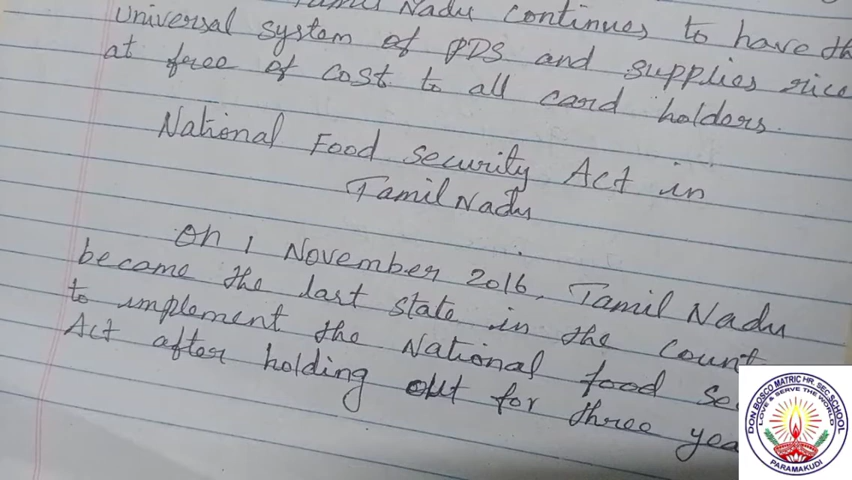 Tamil Nadu continues to have th
universal system of PDS and supplies rice
at free of cost to all card holders.
National Food security Act in
Tamil Nadu
On 1 November 2016, Tamil Nadu
became the last state in the count
to implement the National food se
Act after holding out for three yea
DON BOSCO MATRIC HR. SEC SCHOOL
LOVE & SERVE THE WORLD
PARAMAKUDI